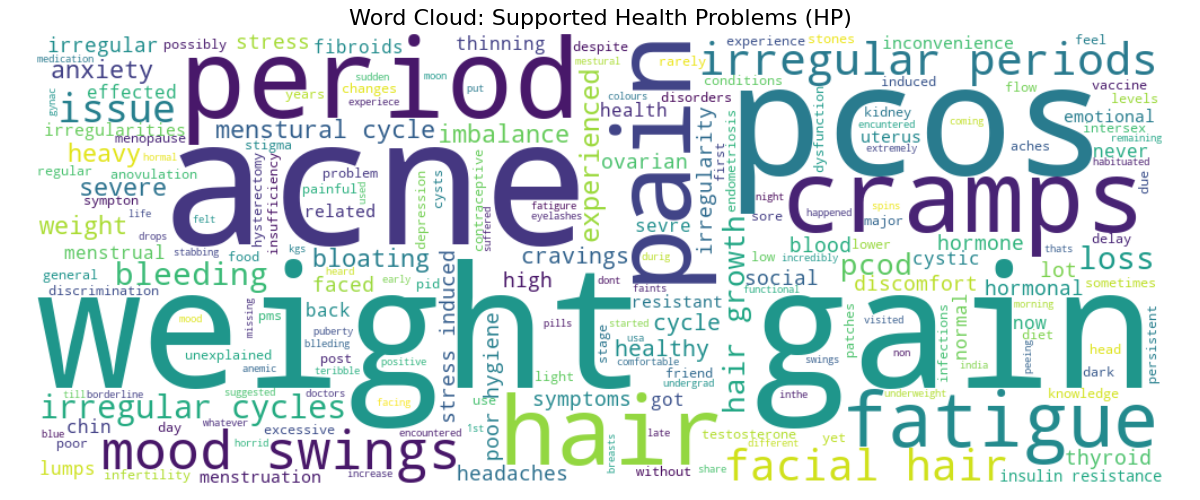 Word Cloud: Supported Health Problems (HP)
irregular
possibly
stress
fibroids
thinning
despite
experience
stones
inconvenience
feel
medication
anxiety
period
sudden
moon
put
mestural
rarely
irregular periods
conditions
induced
vaccine
gynac
effected
years
changes
experiece
experienced
pain
disorders
flow
levels
issue
health
pcos
kidney
emotional
irregularities
menopause
menstural cycle
imbalance
stigma
irregularity
first
endometriosis
dysfunction
encuntered
uterus
coming
intersex
remaining
heavy
hormal
acne
ovarian
extremely
aches
never
regular
anovulation
hysterectomy
insufficiency
problem
painful
used
depression
cysts
contraceptive
suffered
night
cramps
habituated
due
severe
sympton
life
related
fatigure
eyelashes
sore
happened
spins
major
weight
drops
felt
sevre
blood
lower
hormone
thats
delay
menstrual
stabbing
food
bloating
cravings
durig
low
incredibly
cystic
loss
general
bleeding
kgs
heard
faced
early
pid
high
dont
faints
hair growth
social
functional
pcod
discomfort
lot
hormonal
sometimes
discrimination
weight gain
mood
missing
pms
back
stress induced
resistant
pills
started
usa
cycle
stage
comfortable
healthy
swings
visited
patches
infections
normal
now
morning
diet
peeing
persistent
unexplained
puberty
blleding
post
teribble
anemic
positive
poor hygiene
light
friend
undergrad
non
india
head
dark
till
borderline
suggested
doctors
facing
use
symptoms
got
inthe
underweight
knowledge
irregular cycles
chin
day
whatever
excessive
1st
hair
late
testosterone
different
yet
fatigue
blue
poor
mood swings
horrid
encountered
breasts
lumps
infertility
menstruation
increase
headaches
without
share
facial hair
thyroid
insulin resistance